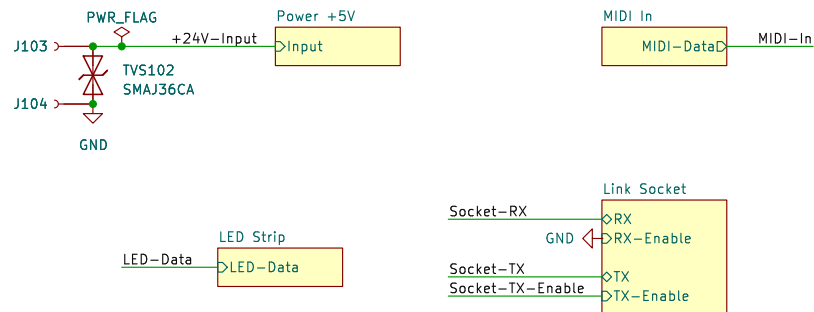 PWR_FLAG
Power +5V
MIDI In
J103
+24V-Input
Input
MIDI-Data
MIDI-In
TVS102
SMAJ36CA
J104
GND
Link Socket
Socket-RX
RX
LED Strip
GND
RX-Enable
LED-Data
LED-Data
Socket-TX
TX
Socket-TX-Enable
TX-Enable